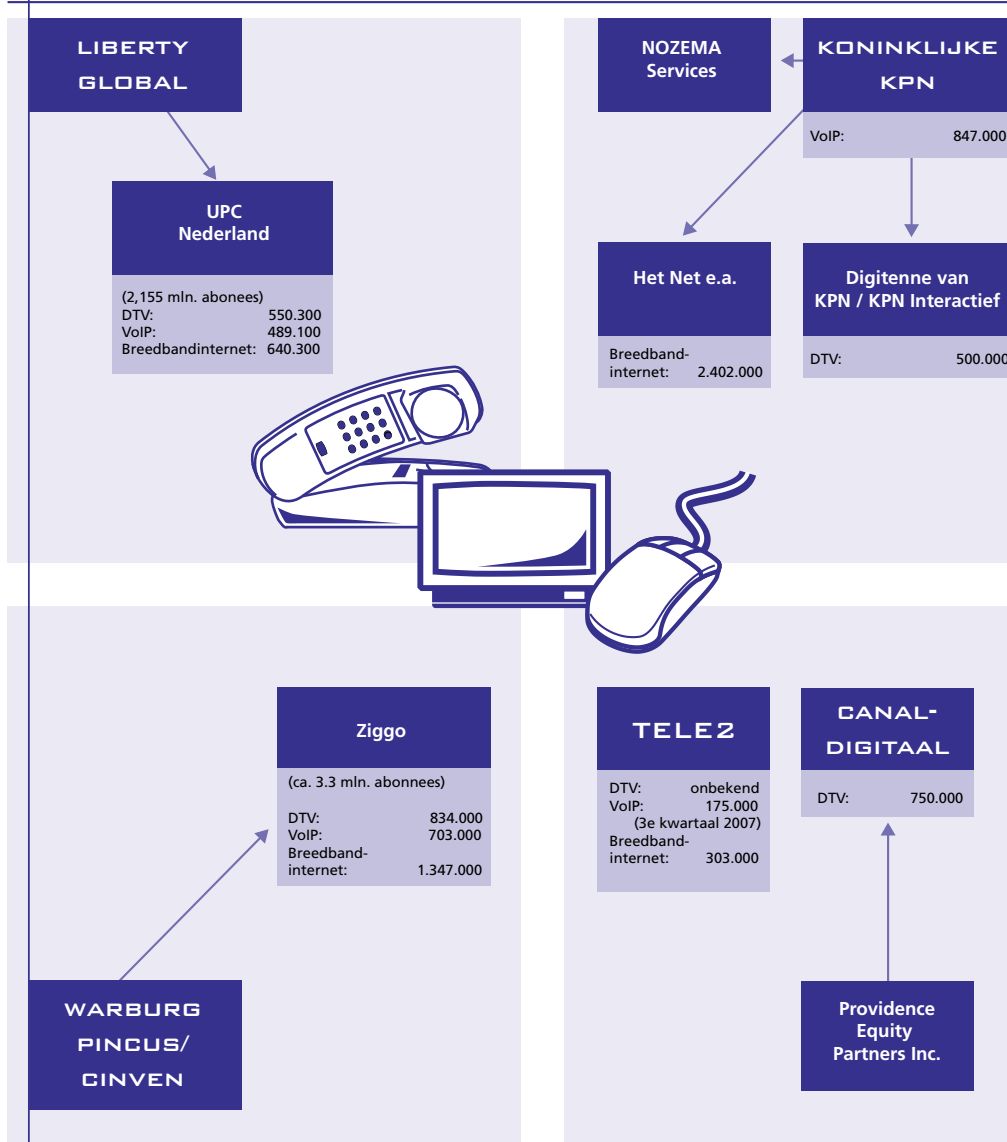 LIBERTY
GLOBAL
UPC
Nederland
(2,155 mln. abonees)
DTV: 550.300
VoIP: 489.100
Breedbandinternet: 640.300
NOZEMA
Services
KONINKLIJKE
KPN
VoIP: 847.000
Het Net e.a.
Breedband-
internet: 2.402.000
Digitenne van
KPN / KPN Interactief
DTV: 500.000
Ziggo
(ca. 3.3 mln. abonnees)
DTV: 834.000
VoIP: 703.000
Breedband-
internet: 1.347.000
WARBURG
PINCUS/
CINVEN
TELE2
DTV: onbekend
VoIP: 175.000
(3e kwartaal 2007)
Breedband-
internet: 303.000
CANAL-
DIGITAAL
DTV: 750.000
Providence
Equity
Partners Inc.